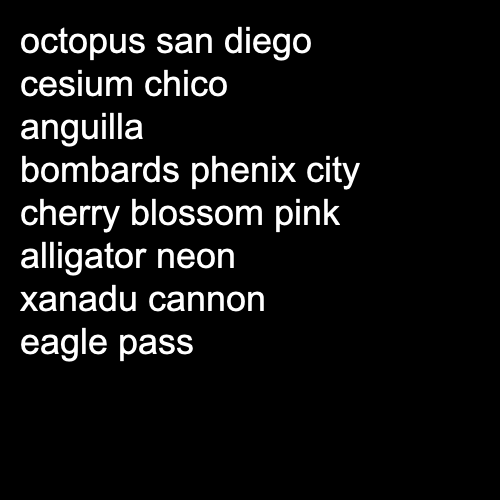 octopus san diego
cesium chico
anguilla
bombards phenix city
cherry blossom pink
alligator neon
xanadu cannon
eagle pass